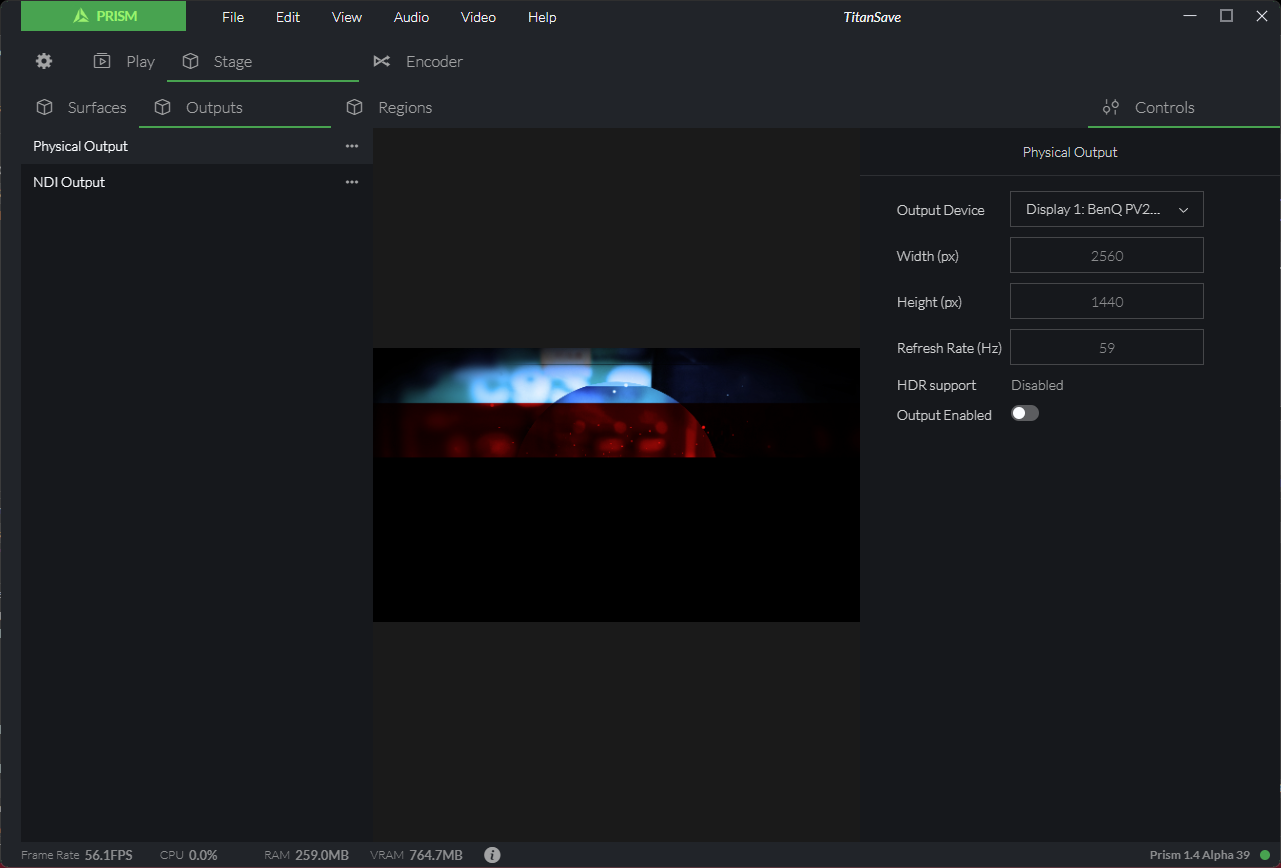 PRISM File Edit View Audio Video Help TitanSave
Play Stage Encoder
Surfaces Outputs Regions Controls
Physical Output
NDI Output
Physical Output
Output Device Display 1: BenQ PV2...
Width (px) 2560
Height (px) 1440
Refresh Rate (Hz) 59
HDR support Disabled
Output Enabled
Frame Rate 56.1FPS CPU 0.0% RAM 259.0MB VRAM 764.7MB Prism 1.4 Alpha 39